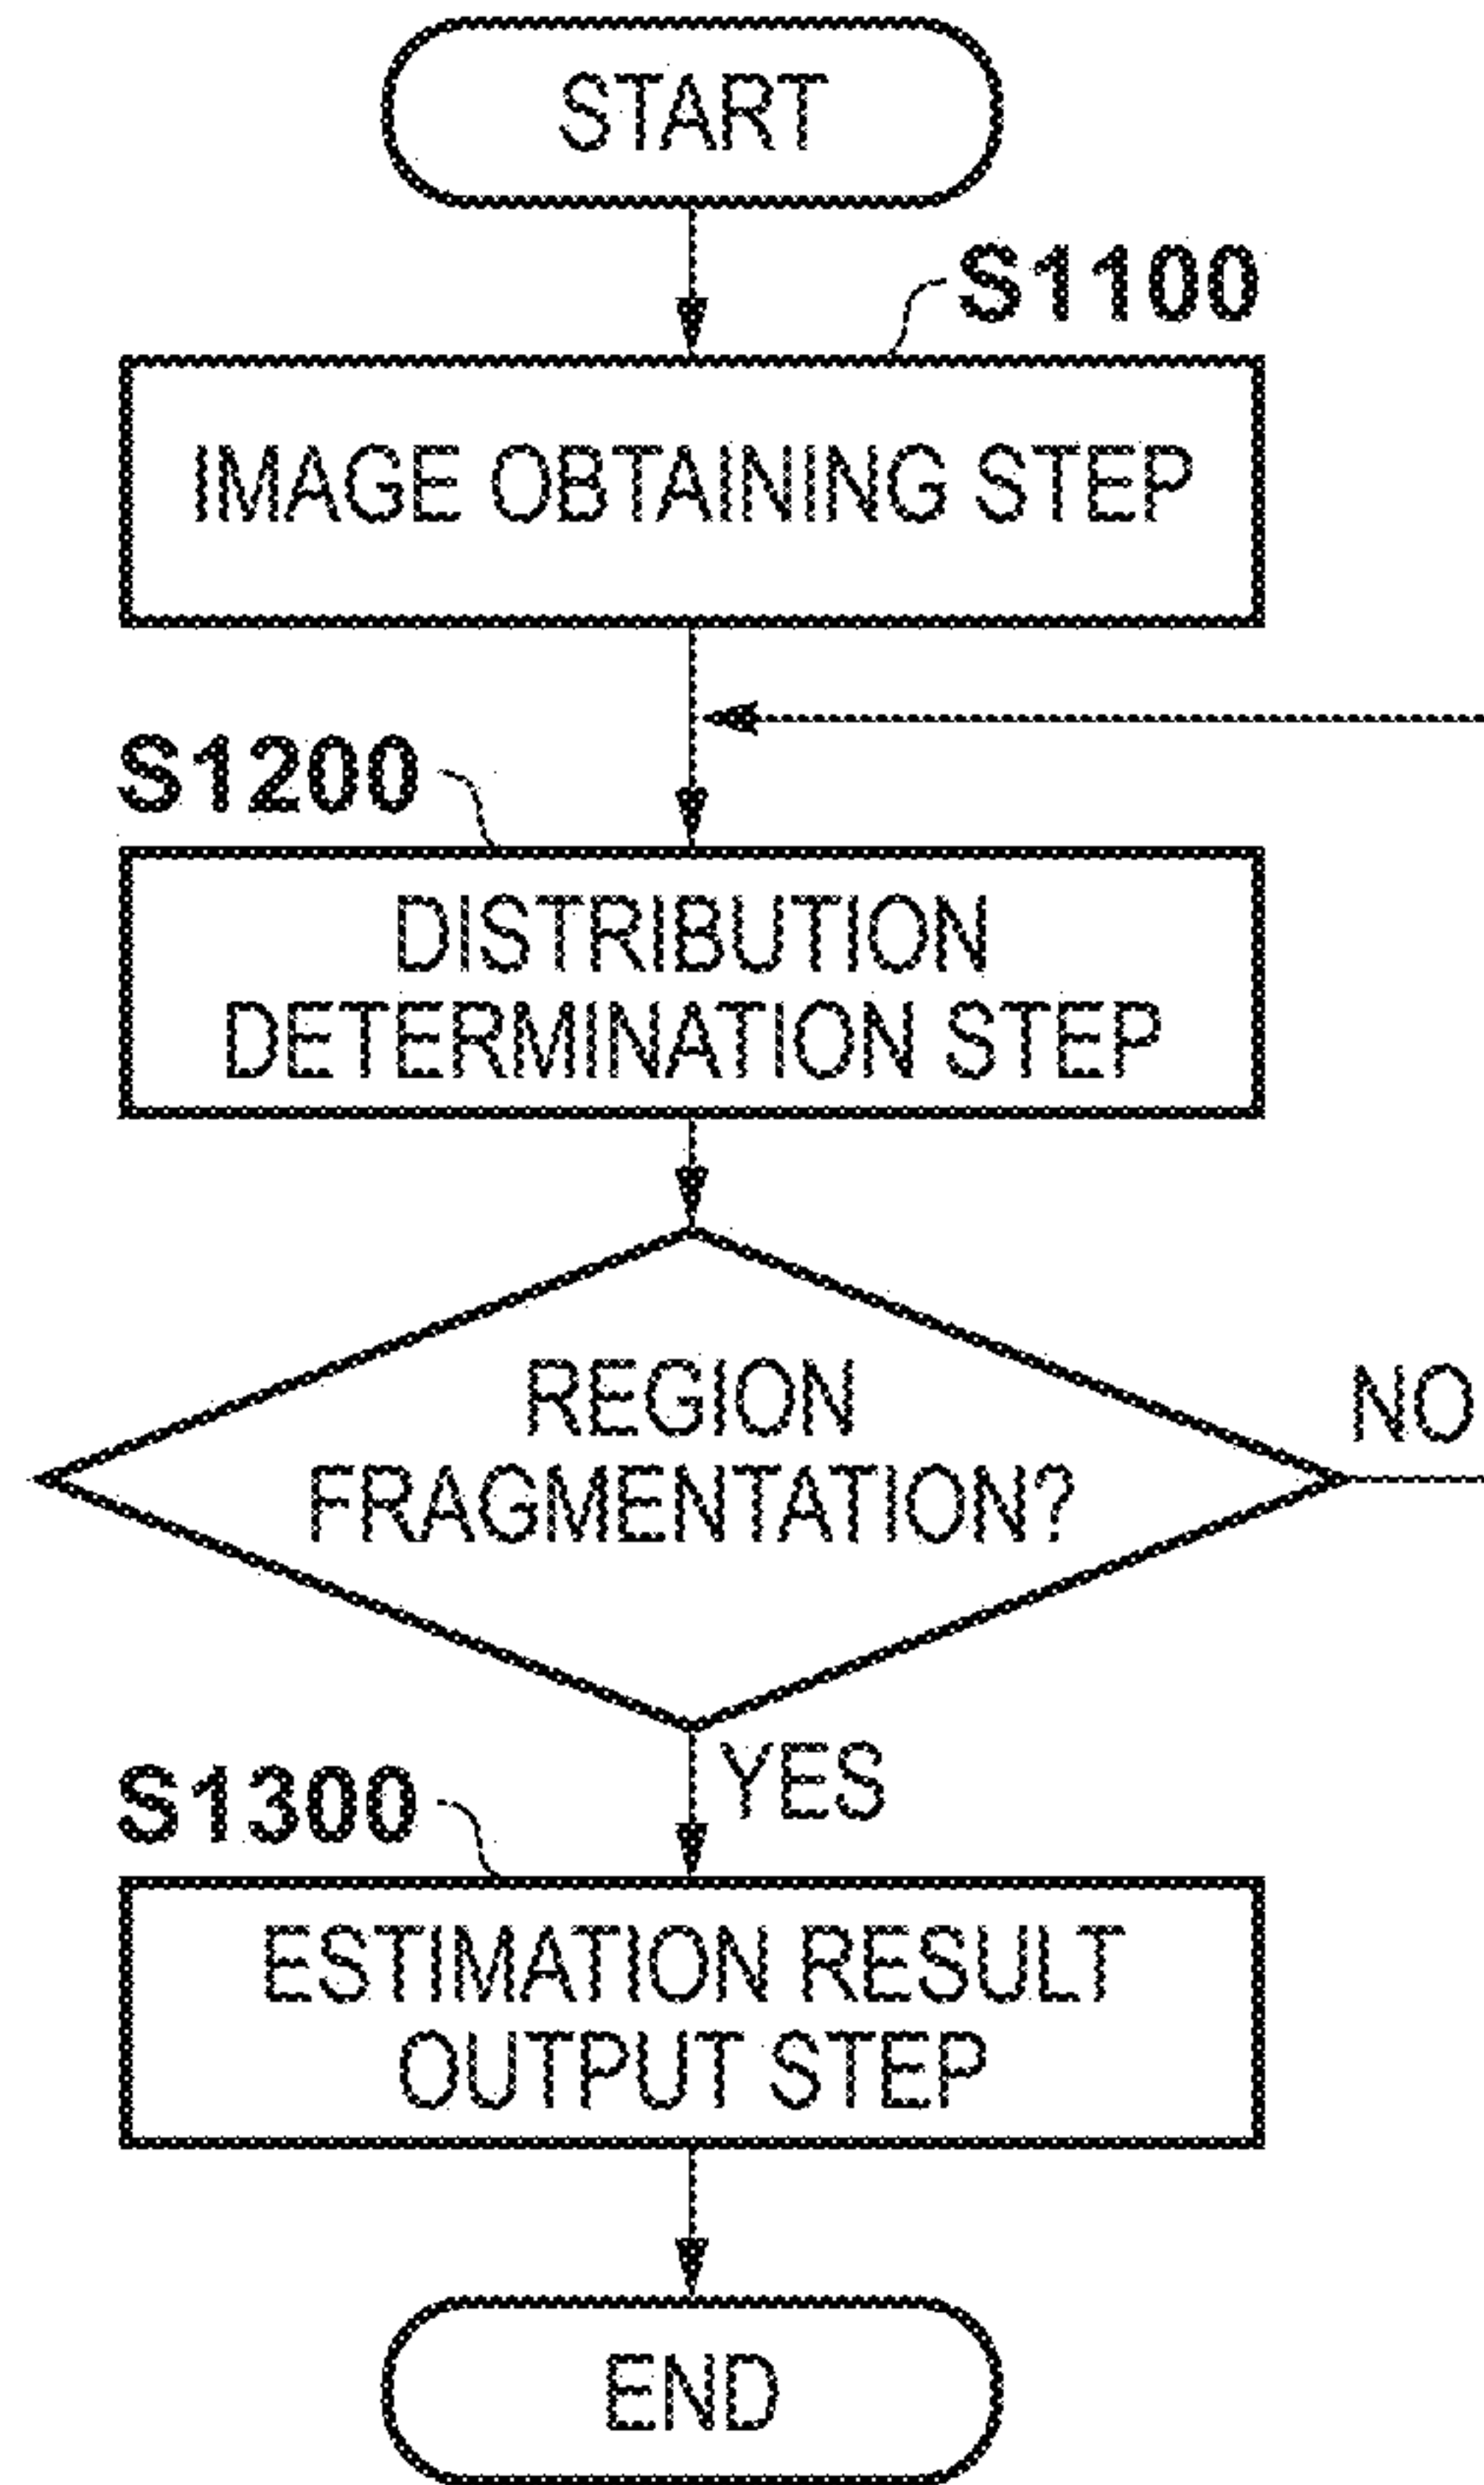 START
S1100
IMAGE OBTAINING STEP
S1200
DISTRIBUTION
DETERMINATION STEP
REGION
FRAGMENTATION?
NO
YES
S1300
ESTIMATION RESULT
OUTPUT STEP
END